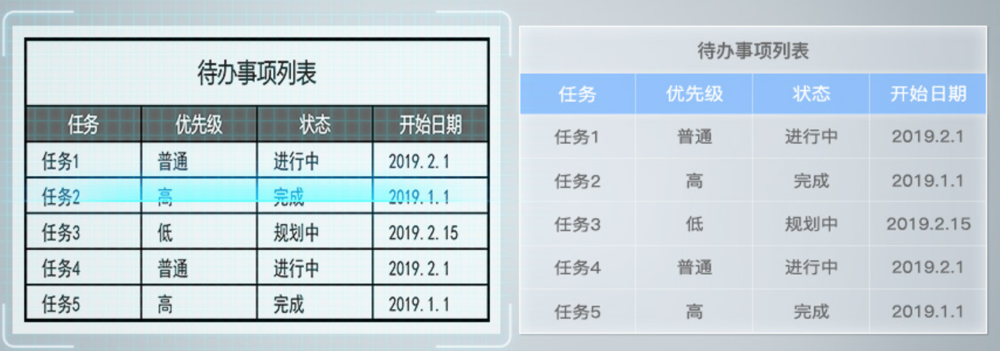 待办事项列表
任务 优先级 状态 开始日期
任务1 普通 进行中 2019.2.1
任务2 高 完成 2019.1.1
任务3 低 规划中 2019.2.15
任务4 普通 进行中 2019.2.1
任务5 高 完成 2019.1.1
待办事项列表
任务 优先级 状态 开始日期
任务1 普通 进行中 2019.2.1
任务2 高 完成 2019.1.1
任务3 低 规划中 2019.2.15
任务4 普通 进行中 2019.2.1
任务5 高 完成 2019.1.1